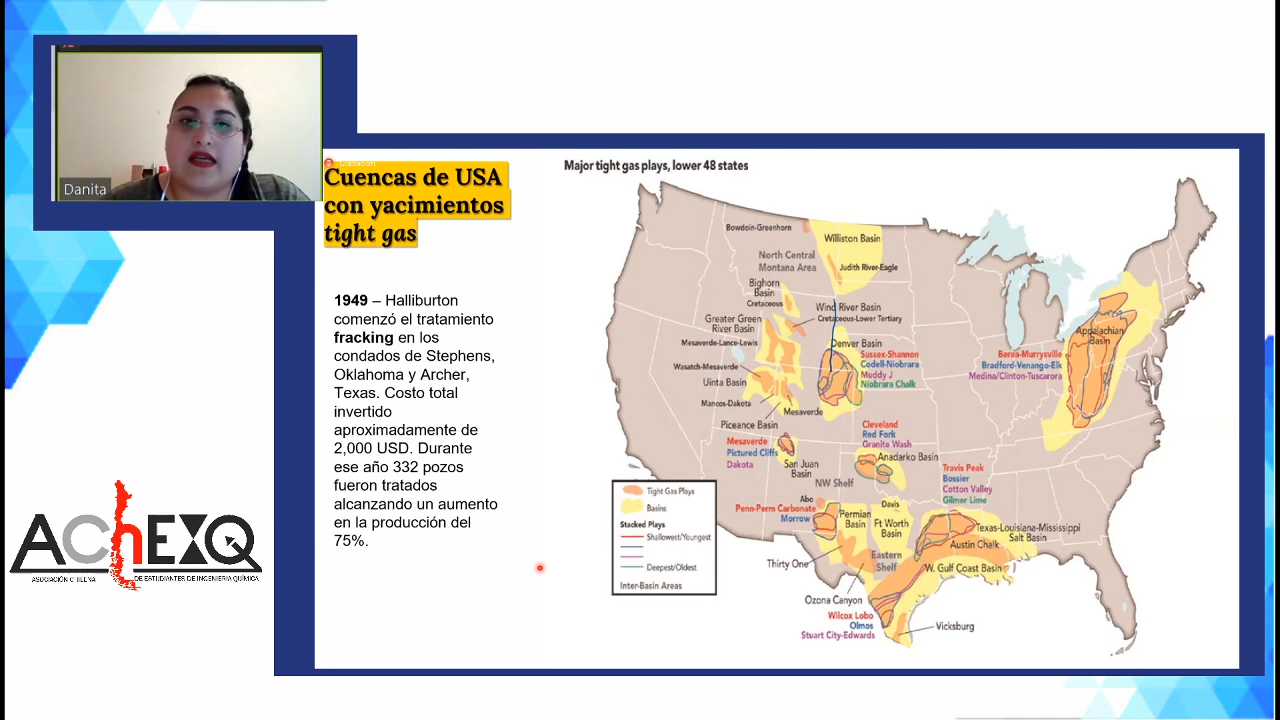 Danita
Grabación
Cuencas de USA
con yacimientos
tight gas
1949 – Halliburton
comenzó el tratamiento
fracking en los
condados de Stephens,
Oklahoma y Archer,
Texas. Costo total
invertido
aproximadamente de
2,000 USD. Durante
ese año 332 pozos
fueron tratados
alcanzando un aumento
en la producción del
75%.
AChEXQ
ASOCIACIÓN CHILENA
DE ESTUDIANTES DE INGENIERÍA QUÍMICA
Major tight gas plays, lower 48 states
Bowdoin-Greenhorn
Williston Basin
North Central
Montana Area
Judith River-Eagle
Bighorn
Basin
Cretaceous
Wind River Basin
Cretaceous-Lower Tertiary
Greater Green
River Basin
Mesaverde-Lance-Lewis
Denver Basin
Sussex-Shannon
Codell-Niobrara
Muddy J
Niobrara Chalk
Wasatch-Mesaverde
Uinta Basin
Mancos-Dakota
Mesaverde
Piceance Basin
Appalachian
Basin
Berea-Murrysville
Bradford-Venango-Elk
Medina/Clinton-Tuscarora
Mesaverde
Pictured Cliffs
Dakota
San Juan
Basin
Cleveland
Red Fork
Granite Wash
Anadarko Basin
NW Shelf
Travis Peak
Bossier
Cotton Valley
Gilmer Lime
Abo
Penn-Perm Carbonate
Morrow
Permian
Basin
Davis
Ft Worth
Basin
Texas-Louisiana-Mississippi
Salt Basin
Austin Chalk
Eastern
Shelf
W. Gulf Coast Basin
Thirty One
Ozona Canyon
Wilcox Lobo
Olmos
Stuart City-Edwards
Vicksburg
Tight Gas Plays
Basins
Stacked Plays
Shallowest/Youngest
Deepest/Oldest
Inter-Basin Areas